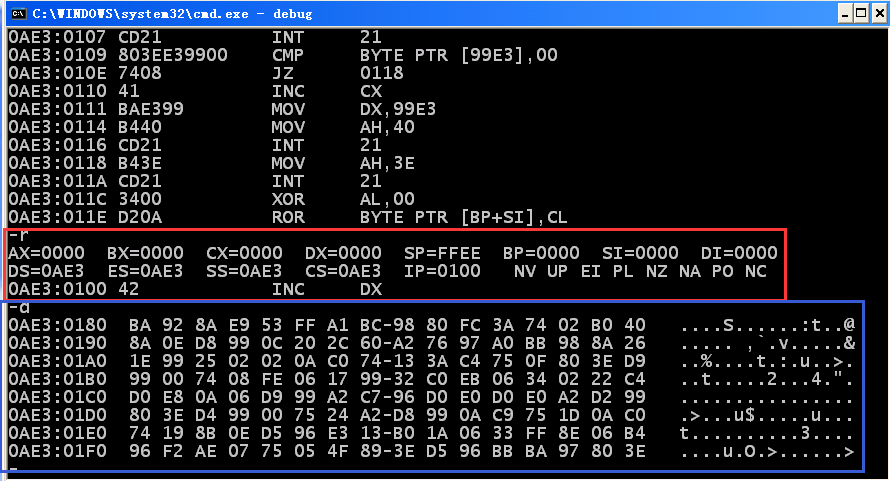 C:\WINDOWS\system32\cmd.exe - debug
0AE3:0107 CD21 INT 21
0AE3:0109 803EE39900 CMP BYTE PTR [99E3],00
0AE3:010E 7408 JZ 0118
0AE3:0110 41 INC CX
0AE3:0111 BAE399 MOV DX,99E3
0AE3:0114 B440 MOV AH,40
0AE3:0116 CD21 INT 21
0AE3:0118 B43E MOV AH,3E
0AE3:011A CD21 INT 21
0AE3:011C 3400 XOR AL,00
0AE3:011E D20A ROR BYTE PTR [BP+SI],CL
-r
AX=0000 BX=0000 CX=0000 DX=0000 SP=FFEE BP=0000 SI=0000 DI=0000
DS=0AE3 ES=0AE3 SS=0AE3 CS=0AE3 IP=0100 NV UP EI PL NZ NA PO NC
0AE3:0100 42 INC DX
-d
0AE3:0180 BA 92 8A E9 53 FF A1 BC-98 80 FC 3A 74 02 B0 40 ....S......:t..@
0AE3:0190 8A 0E D8 99 0C 20 2C 60-A2 76 97 A0 BB 98 8A 26 ..... ,`.v.....&
0AE3:01A0 1E 99 25 02 02 0A C0 74-13 3A C4 75 0F 80 3E D9 ..%....t.:.u..>.
0AE3:01B0 99 00 74 08 FE 06 17 99-32 C0 EB 06 34 02 22 C4 ..t.....2...4.".
0AE3:01C0 D0 E8 0A 06 D9 99 A2 C7-96 D0 E0 D0 E0 A2 D2 99 ................
0AE3:01D0 80 3E D4 99 00 75 24 A2-D8 99 0A C9 75 1D 0A C0 .>...u$.....u...
0AE3:01E0 74 19 8B 0E D5 96 E3 13-B0 1A 06 33 FF 8E 06 B4 t..........3....
0AE3:01F0 96 F2 AE 07 75 05 4F 89-3E D5 96 BB BA 97 80 3E ....u.O.>......>
-